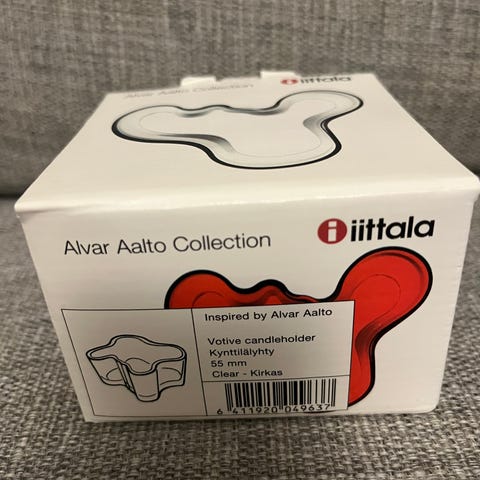 Alvar Aalto Collection
iittala
Alvar Aalto Collection
iittala
Inspired by Alvar Aalto
Votive candleholder
Kynttilälyhty
55 mm
Clear - Kirkas
6 411920 049637